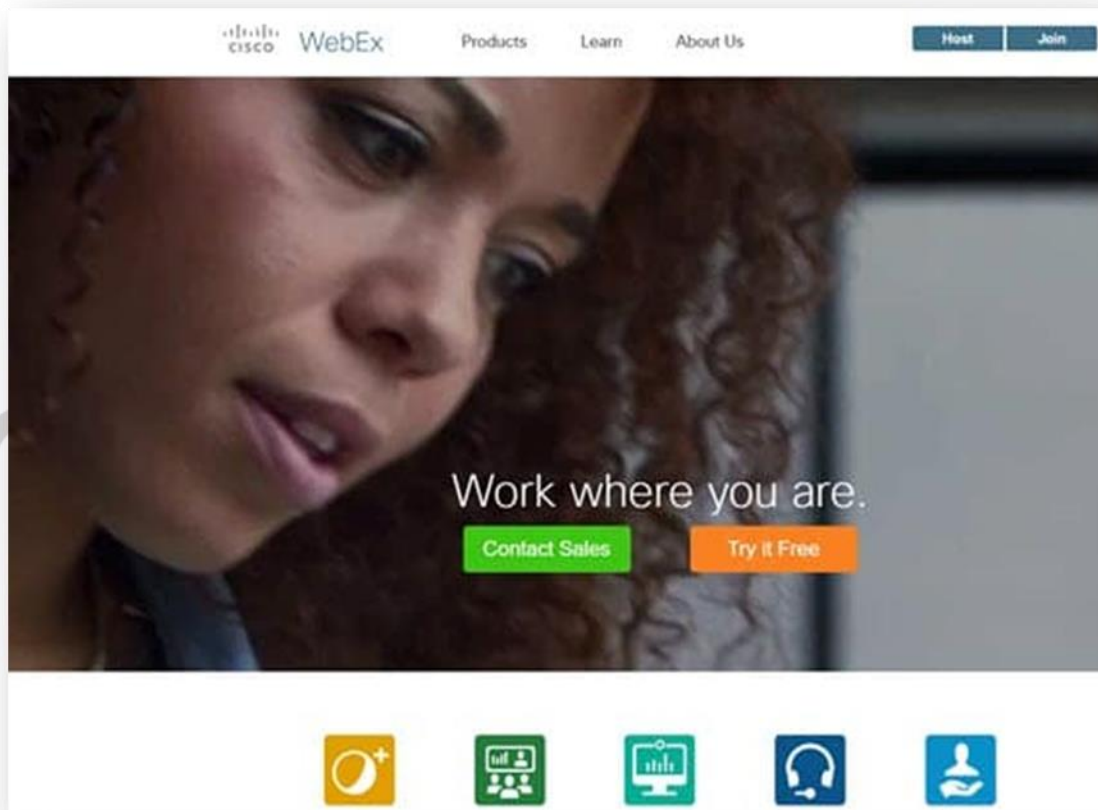 CISCO WebEx Products Learn About Us Host Join
Work where you are.
Contact Sales Try it Free